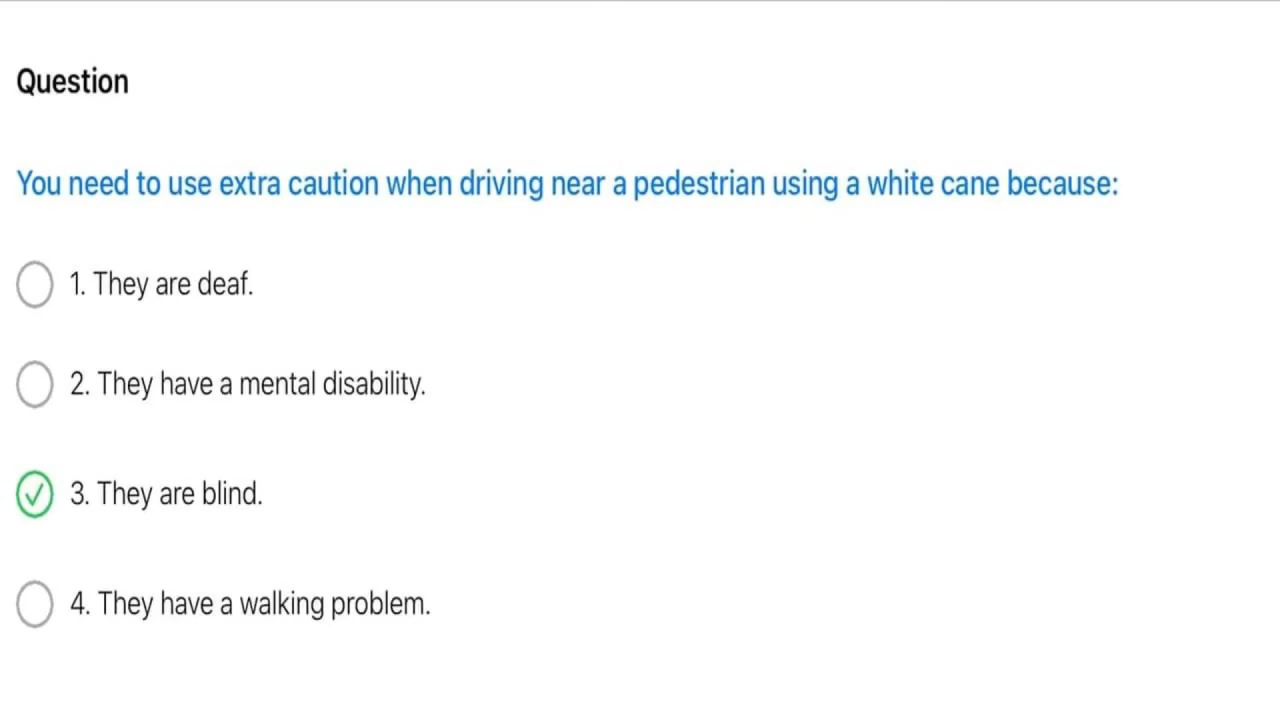 Question
You need to use extra caution when driving near a pedestrian using a white cane because:
1. They are deaf.
2. They have a mental disability.
3. They are blind.
4. They have a walking problem.